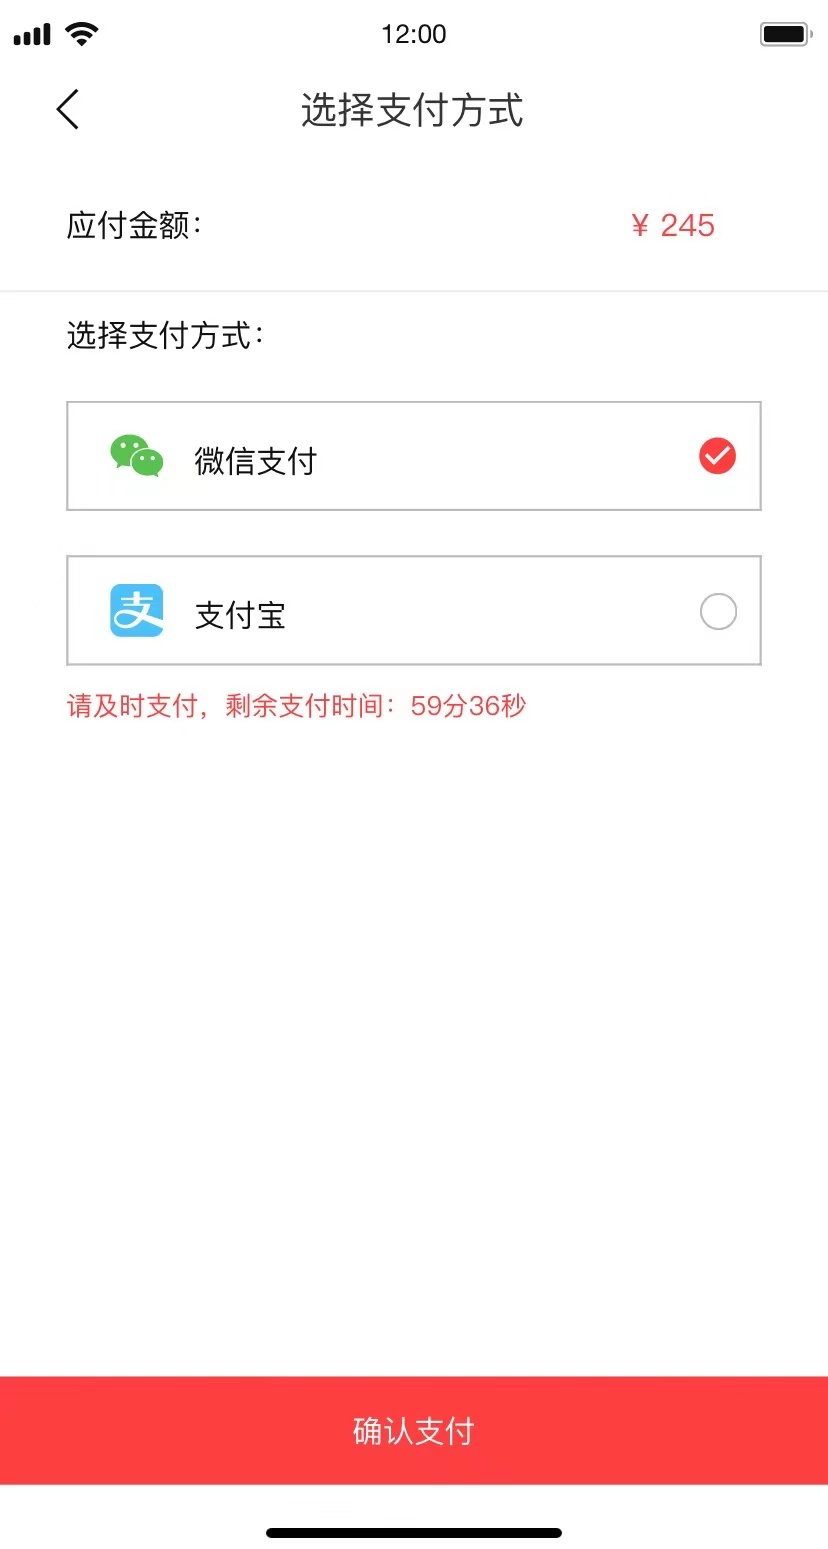 12:00
选择支付方式
应付金额：
¥ 245
选择支付方式：
微信支付
支 支付宝
请及时支付，剩余支付时间：59分36秒
确认支付